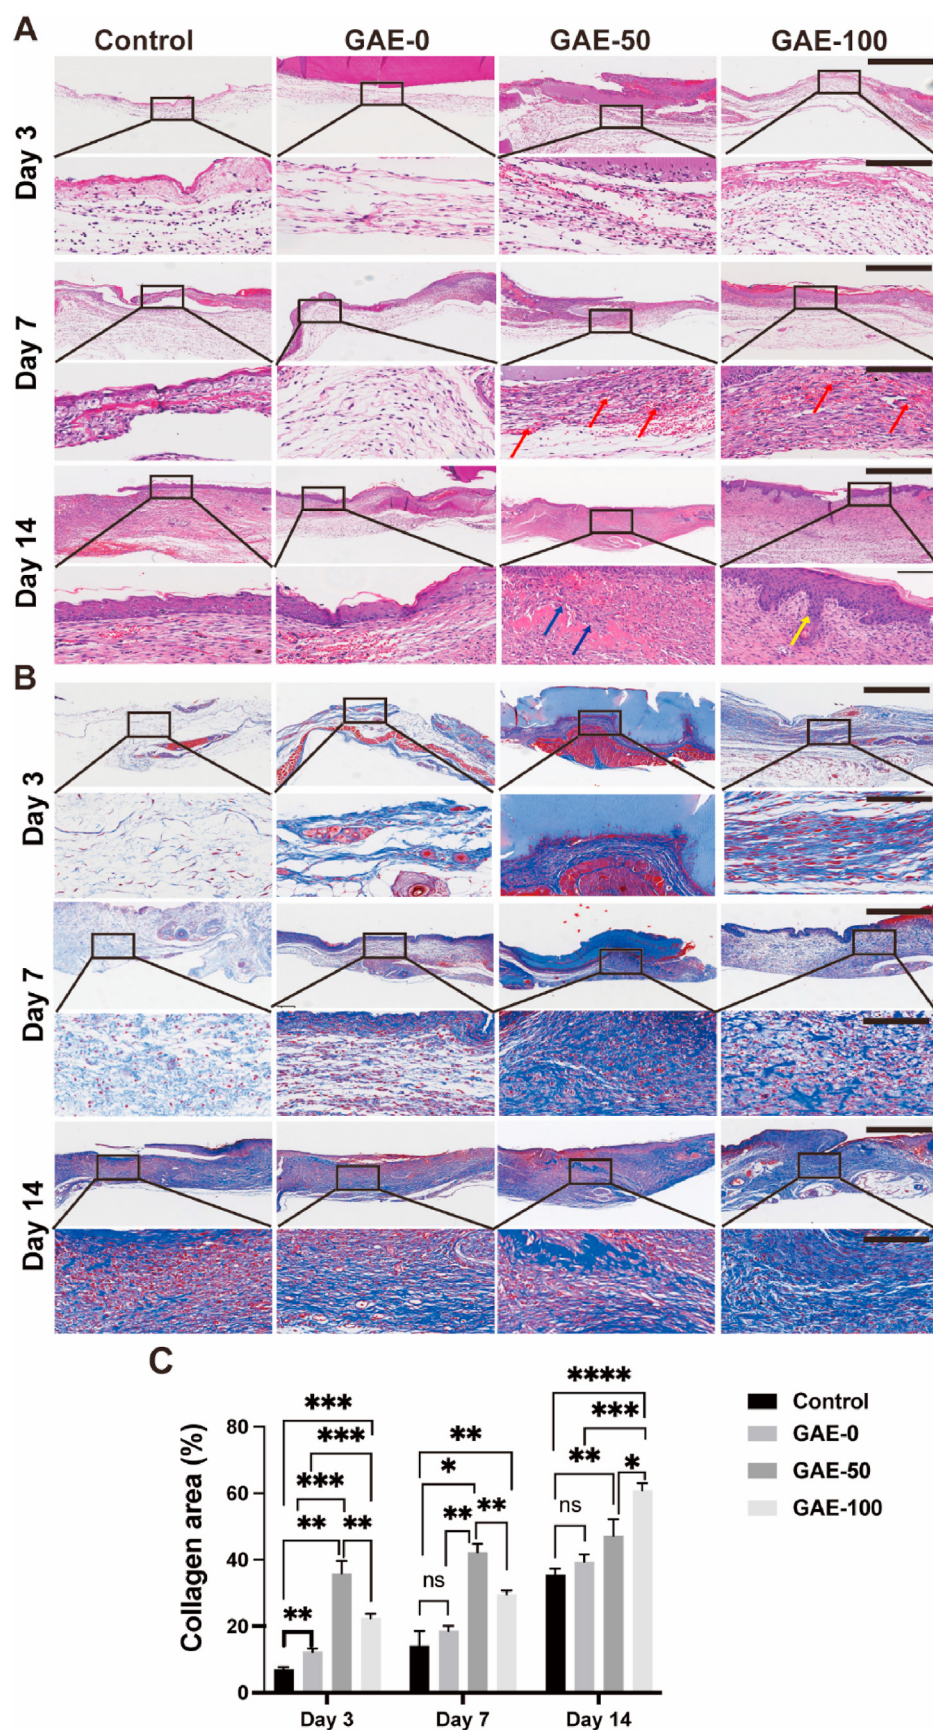 A
Control GAE-0 GAE-50 GAE-100
Day 3
Day 7
Day 14
B
Day 3
Day 7
Day 14
C
Collagen area (%)
80
60
40
20
0
***
***
***
** **
**
**
*
** **
ns
****
***
** *
ns
Day 3 Day 7 Day 14
Control
GAE-0
GAE-50
GAE-100